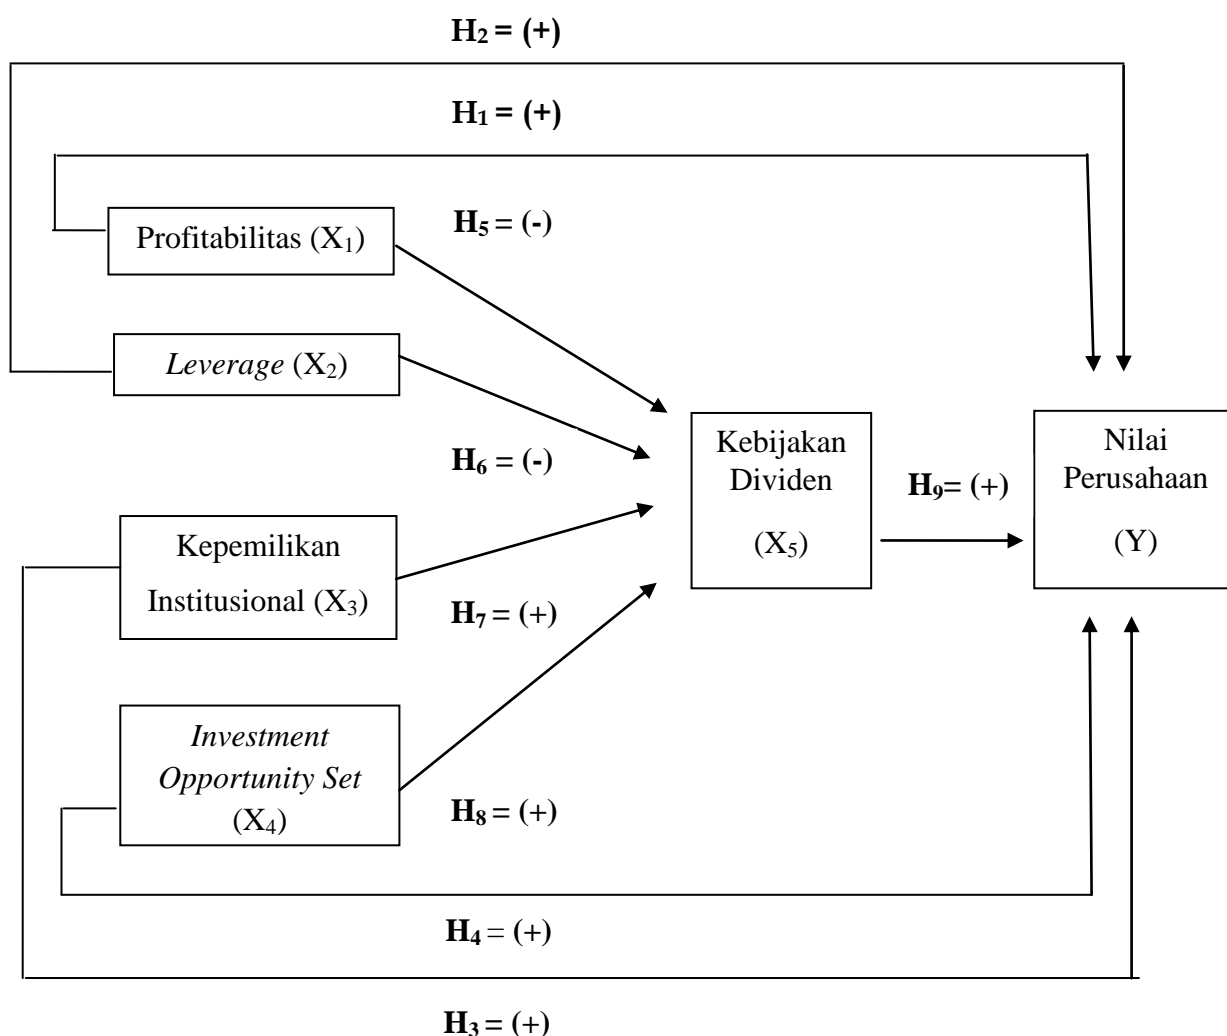 H₂ = (+)
H₁ = (+)
H₅ = (-)
Profitabilitas (X₁)
Leverage (X₂)
H₆ = (-)
Kebijakan
Dividen
(X₅)
H₉= (+)
Nilai
Perusahaan
(Y)
Kepemilikan
Institusional (X₃)
H₇ = (+)
Investment
Opportunity Set
(X₄)
H₈ = (+)
H₄ = (+)
H₃ = (+)